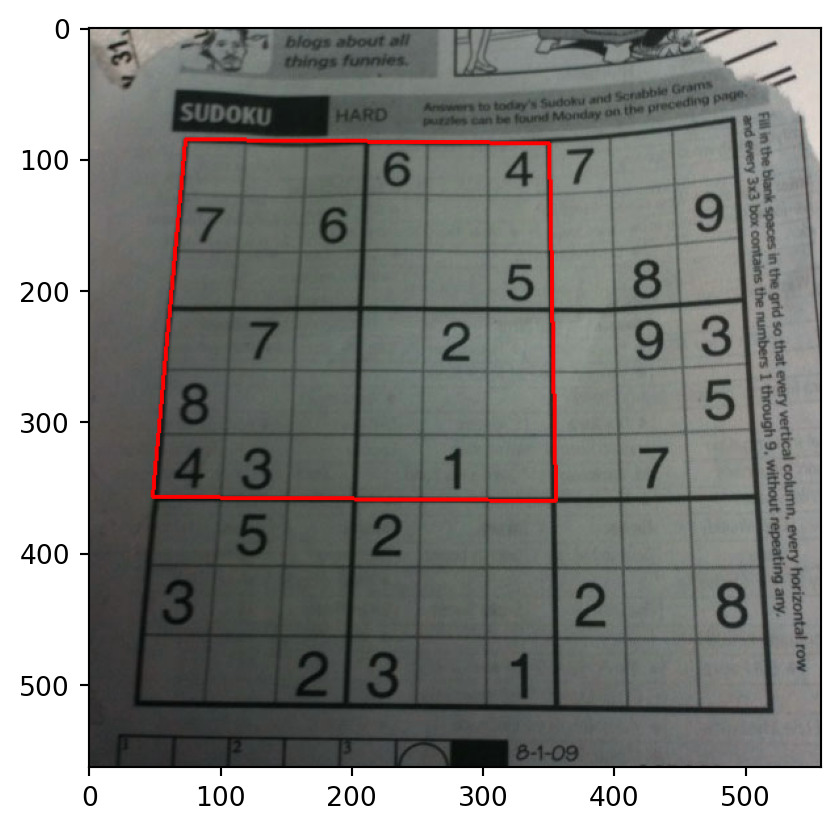 31,
blogs about all
things funnies.
SUDOKU HARD
Answers to today's Sudoku and Scrabble Grams
puzzles can be found Monday on the preceding page.
Fill in the blank spaces in the grid so that every vertical column, every horizontal row
and every 3x3 box contains the numbers 1 through 9, without repeating any.
6 4 7
7 6 9
5 8
7 2 9 3
8 5
4 3 1 7
5 2
3 2 8
2 3 1
1 2 3
8-1-09
0
100
200
300
400
500
0 100 200 300 400 500